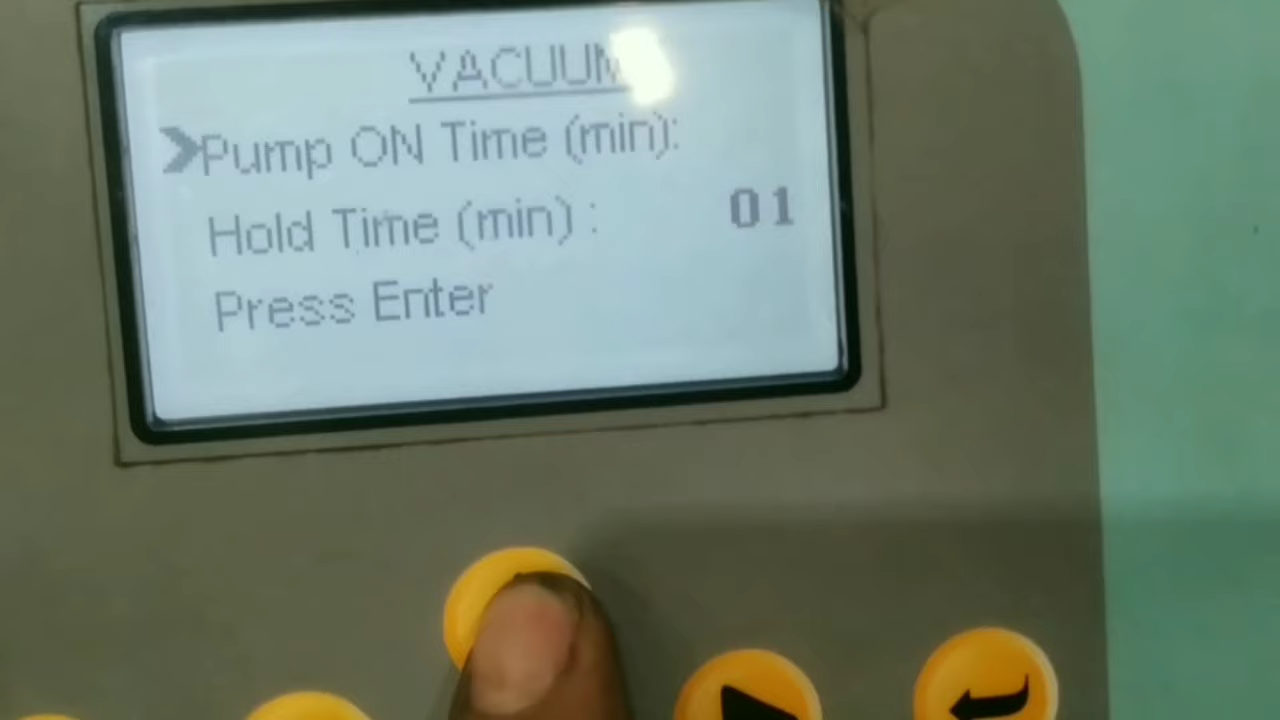 VACUUM
Pump ON Time (min):
Hold Time (min) : 01
Press Enter